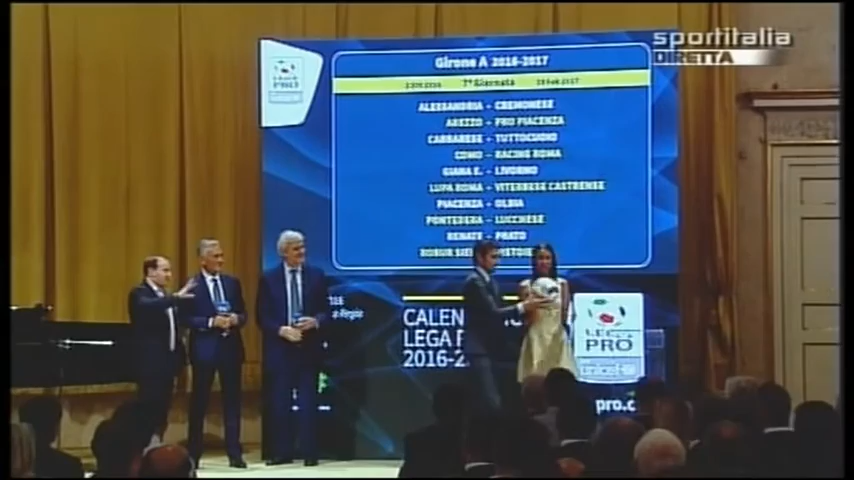 sportitalia
DIRETTA
PRO
Girone A 2016-2017
7ª Giornata
ALESSANDRIA - CREMONESE
AREZZO - PRO PIACENZA
CARRARESE - TUTTOCUOIO
COMO - RACING ROMA
GIANA E. - LIVORNO
LUPA ROMA - VITERBESE CASTRENSE
PIACENZA - OLBIA
PONTEDERA - LUCCHESE
RENATE - PRATO
CALEN
LEGA
2016-2
LEGA
PRO
pro.c